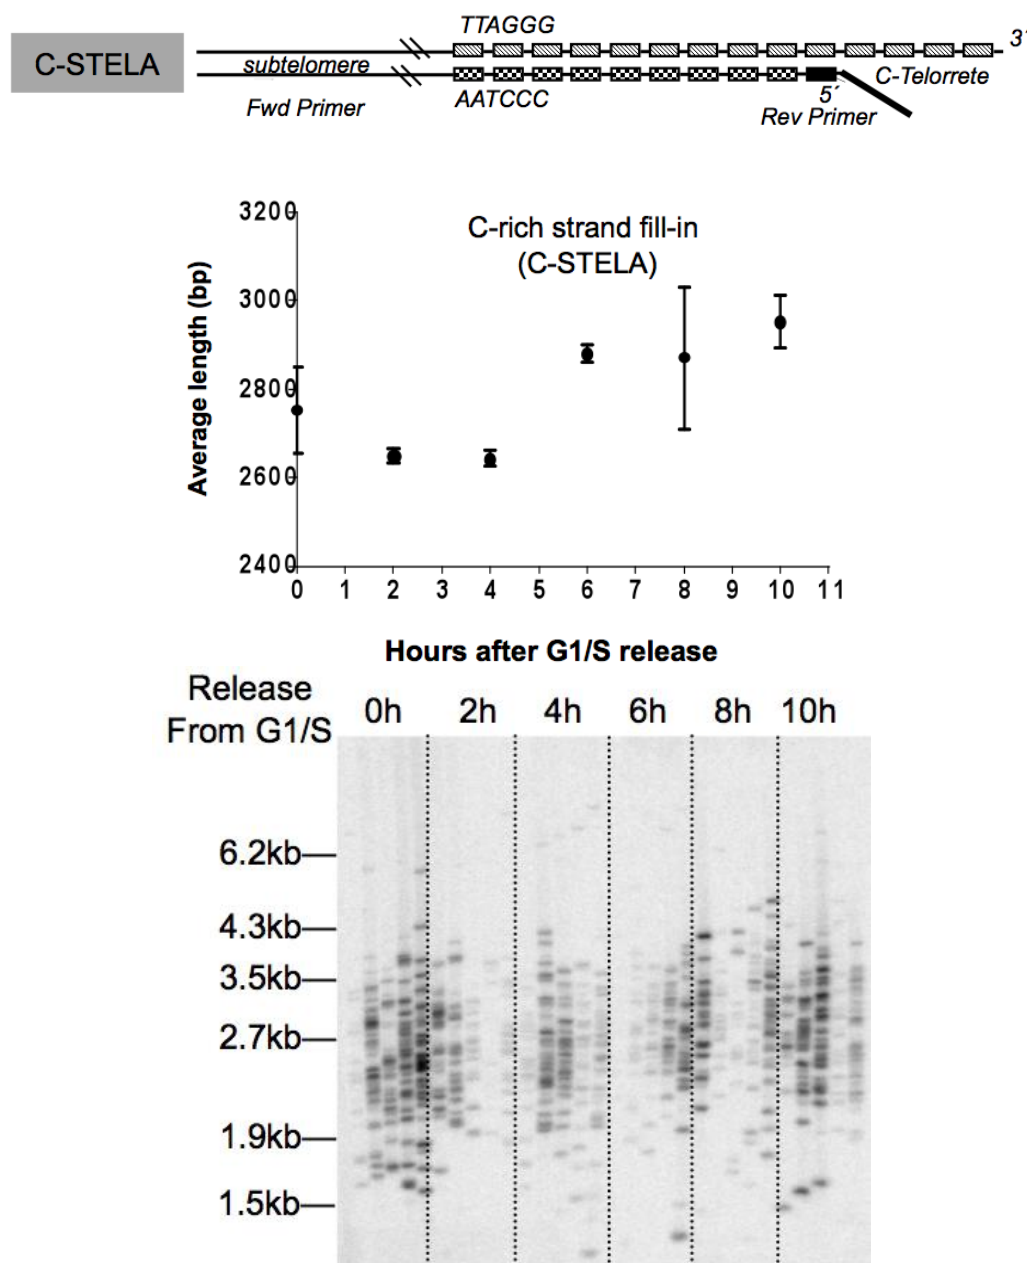 TTAGGG
3´
C-STELA
subtelomere
C-Telorrete
AATCCC
5´
Fwd Primer
Rev Primer
C-rich strand fill-in
(C-STELA)
Average length (bp)
3200
3000
2800
2600
2400
0 1 2 3 4 5 6 7 8 9 10 11
Hours after G1/S release
Release
From G1/S
0h 2h 4h 6h 8h 10h
6.2kb
4.3kb
3.5kb
2.7kb
1.9kb
1.5kb